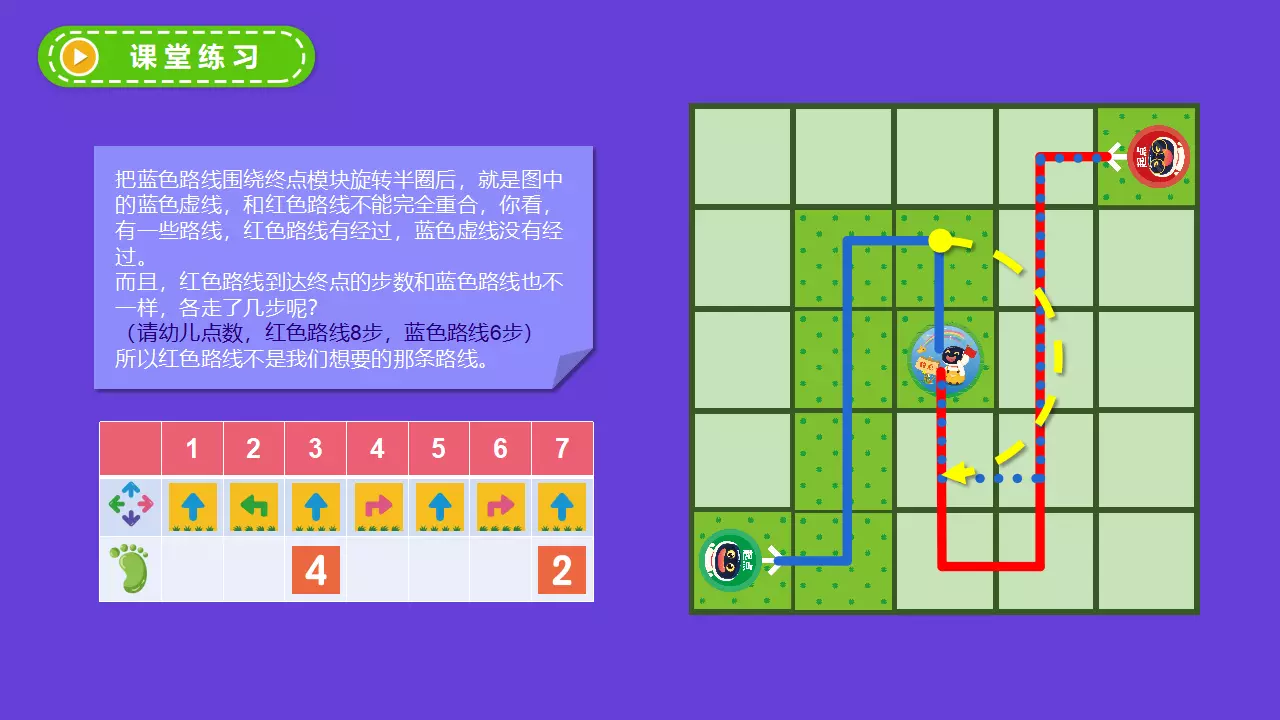 课堂练习
把蓝色路线围绕终点模块旋转半圈后，就是图中
的蓝色虚线，和红色路线不能完全重合，你看，
有一些路线，红色路线有经过，蓝色虚线没有经
过。
而且，红色路线到达终点的步数和蓝色路线也不
一样，各走了几步呢？
（请幼儿点数，红色路线8步，蓝色路线6步）
所以红色路线不是我们想要的那条路线。
1 2 3 4 5 6 7
4 2
起点
终点
起点